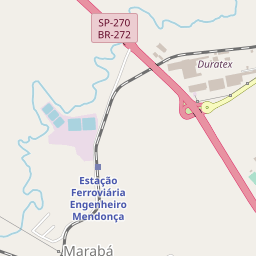 SP-270
BR-272
Duratex
Estação
Ferroviária
Engenheiro
Mendonça
Marabá